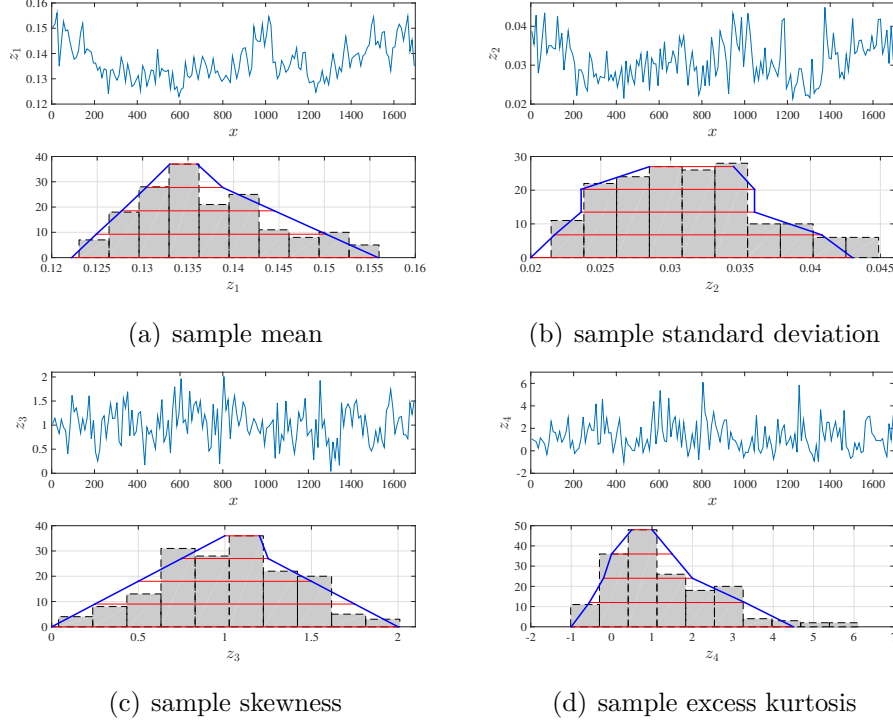 0.16
0.15
0.14
0.13
0.12
z1
0 200 400 600 800 1000 1200 1400 1600
x
0.04
0.03
0.02
z2
0 200 400 600 800 1000 1200 1400 1600
x
40
30
20
10
0
0.12 0.125 0.13 0.135 0.14 0.145 0.15 0.155 0.16
z1
30
20
10
0
0.02 0.025 0.03 0.035 0.04 0.045
z2
(a) sample mean
(b) sample standard deviation
2
1.5
1
0.5
0
z3
0 200 400 600 800 1000 1200 1400 1600
x
6
4
2
0
-2
z4
0 200 400 600 800 1000 1200 1400 1600
x
40
30
20
10
0
0 0.5 1 1.5 2
z3
50
40
30
20
10
0
-2 -1 0 1 2 3 4 5 6 7
z4
(c) sample skewness
(d) sample excess kurtosis